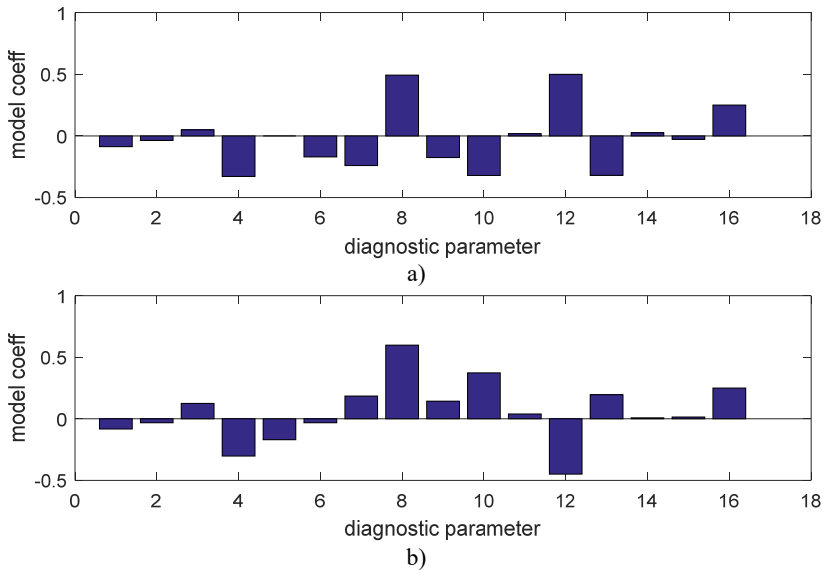 1
0.5
0
-0.5
model coeff
0 2 4 6 8 10 12 14 16 18
diagnostic parameter
a)
1
0.5
0
-0.5
model coeff
0 2 4 6 8 10 12 14 16 18
diagnostic parameter
b)